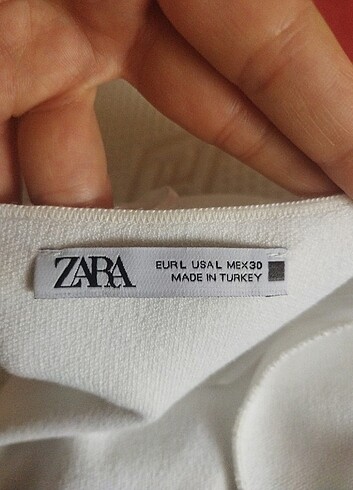 ZARA
EUR L USA L MEX 30
MADE IN TURKEY